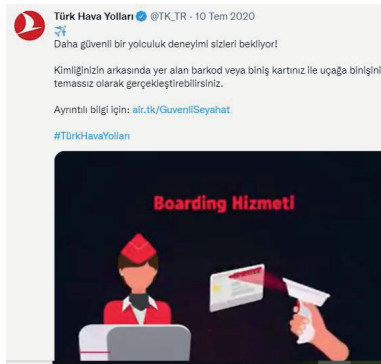 Türk Hava Yolları @TK_TR · 10 Tem 2020
Daha güvenli bir yolculuk deneyimi sizleri bekliyor!
Kimliğinizin arkasında yer alan barkod veya biniş kartınız ile uçağa binişinizi
temassız olarak gerçekleştirebilirsiniz.
Ayrıntılı bilgi için: air.tk/GuvenliSeyahat
#TürkHavaYolları
Boarding Hizmeti